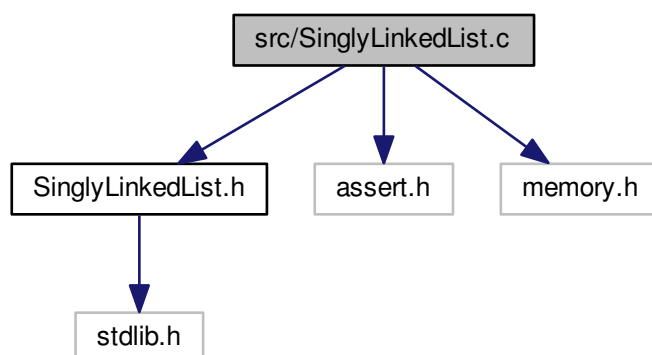 src/SinglyLinkedList.c
SinglyLinkedList.h
assert.h
memory.h
stdlib.h